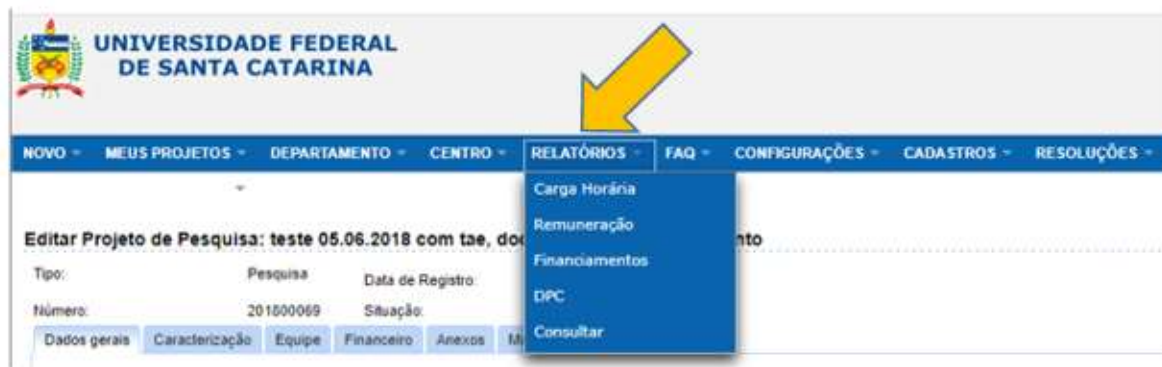 UNIVERSIDADE FEDERAL
DE SANTA CATARINA
NOVO MEUS PROJETOS DEPARTAMENTO CENTRO RELATÓRIOS FAQ CONFIGURAÇÕES CADASTROS RESOLUÇÕES
Carga Horária
Remuneração
Editar Projeto de Pesquisa: teste 05.06.2018 com tae, do nto
Financiamentos
Tipo: Pesquisa Data de Registro:
DPC
Número: 201800069 Situação:
Consultar
Dados gerais Caracterização Equipe Financeiro Anexos